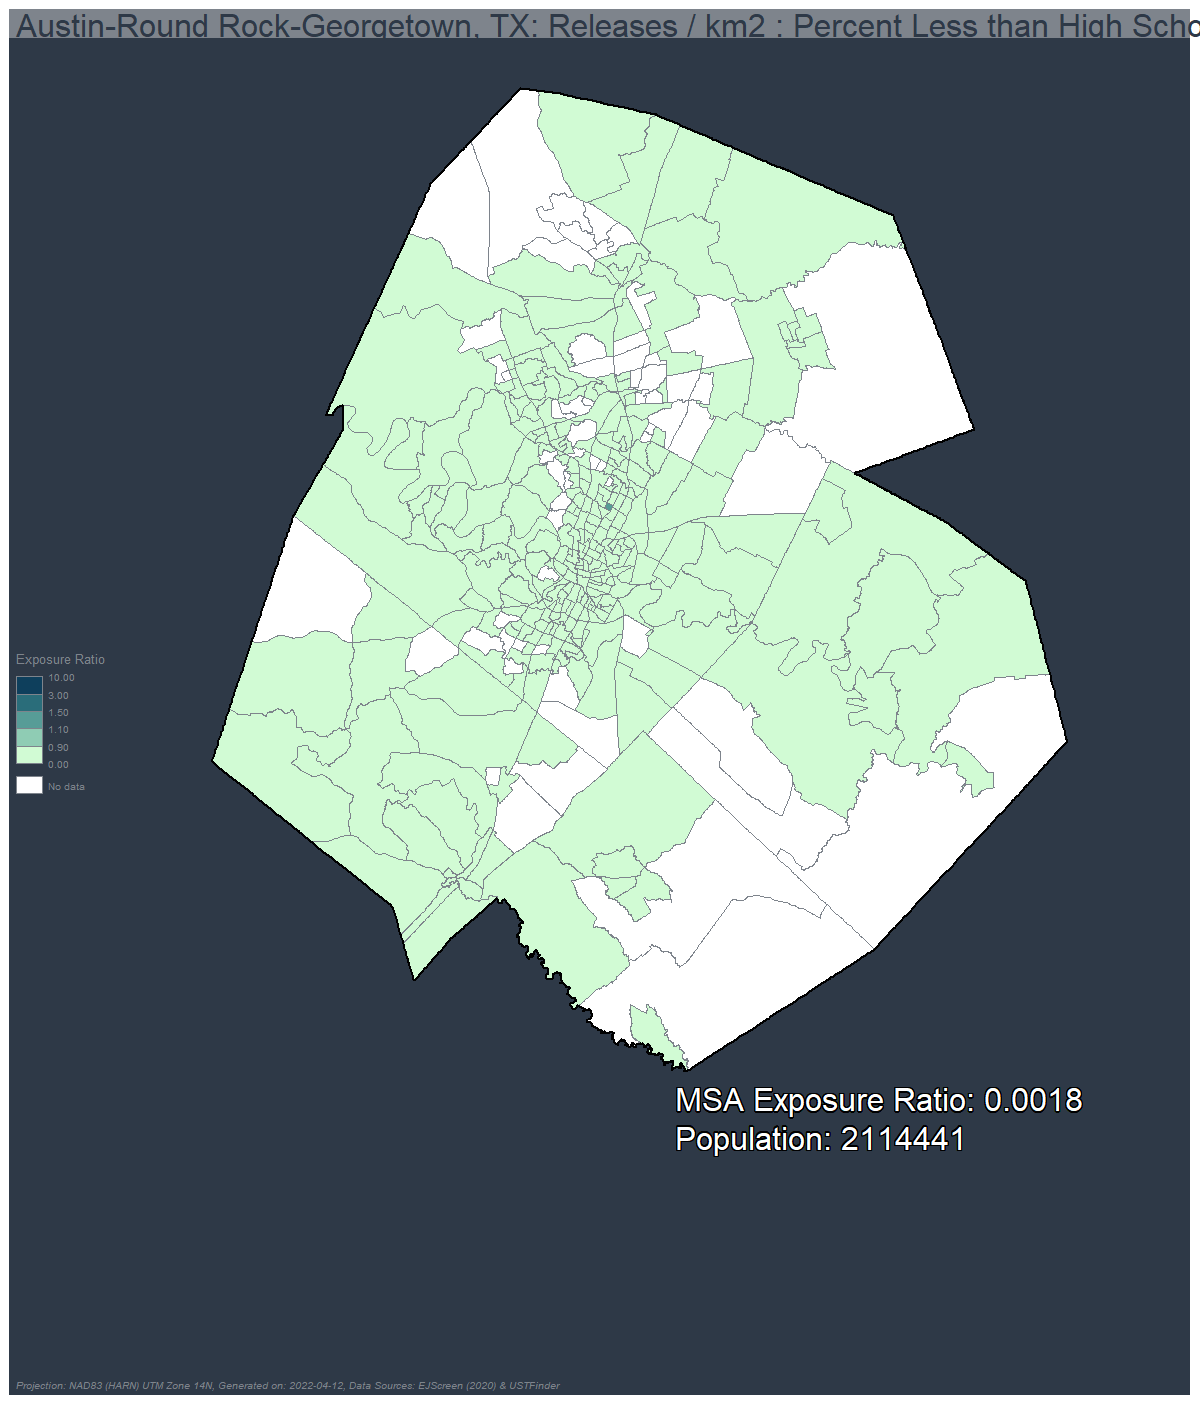 Austin-Round Rock-Georgetown, TX: Releases / km2 : Percent Less than High Scho
Exposure Ratio
10.00
3.00
1.50
1.10
0.90
0.00
No data
MSA Exposure Ratio: 0.0018
Population: 2114441
Projection: NAD83 (HARN) UTM Zone 14N, Generated on: 2022-04-12, Data Sources: EJScreen (2020) & USTFinder